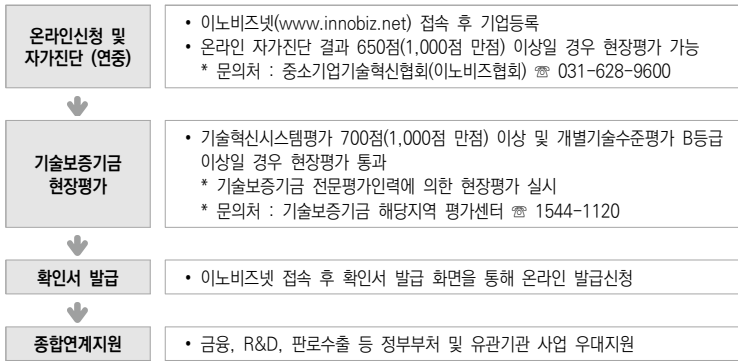 온라인신청 및
자가진단 (연중)
• 이노비즈넷(www.innobiz.net) 접속 후 기업등록
• 온라인 자가진단 결과 650점(1,000점 만점) 이상일 경우 현장평가 가능
* 문의처 : 중소기업기술혁신협회(이노비즈협회) ☏ 031-628-9600
기술보증기금
현장평가
• 기술혁신시스템평가 700점(1,000점 만점) 이상 및 개별기술수준평가 B등급
이상일 경우 현장평가 통과
* 기술보증기금 전문평가인력에 의한 현장평가 실시
* 문의처 : 기술보증기금 해당지역 평가센터 ☏ 1544-1120
확인서 발급
• 이노비즈넷 접속 후 확인서 발급 화면을 통해 온라인 발급신청
종합연계지원
• 금융, R&D, 판로수출 등 정부부처 및 유관기관 사업 우대지원